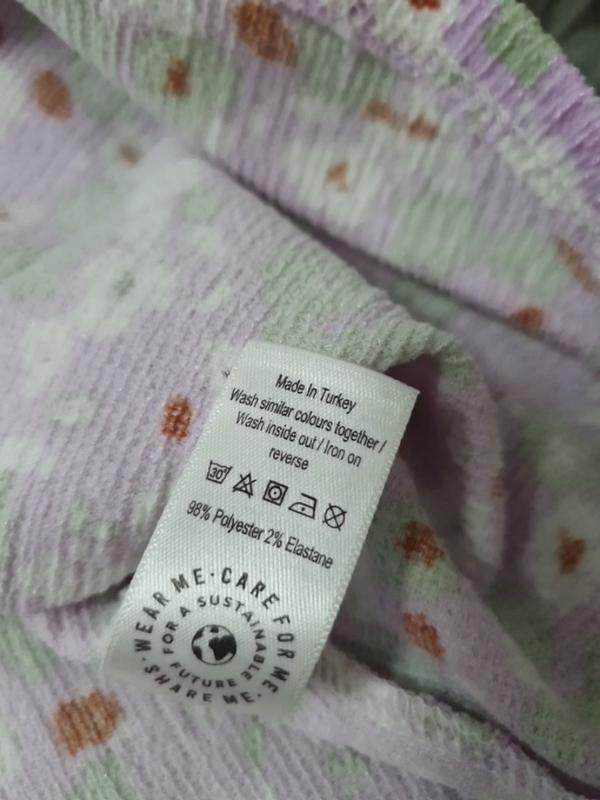 Made In Turkey
Wash similar colours together /
Wash inside out / Iron on
reverse
30°
98% Polyester 2% Elastane
WEAR ME · CARE FOR ME · SHARE ME ·
FOR A SUSTAINABLE FUTURE